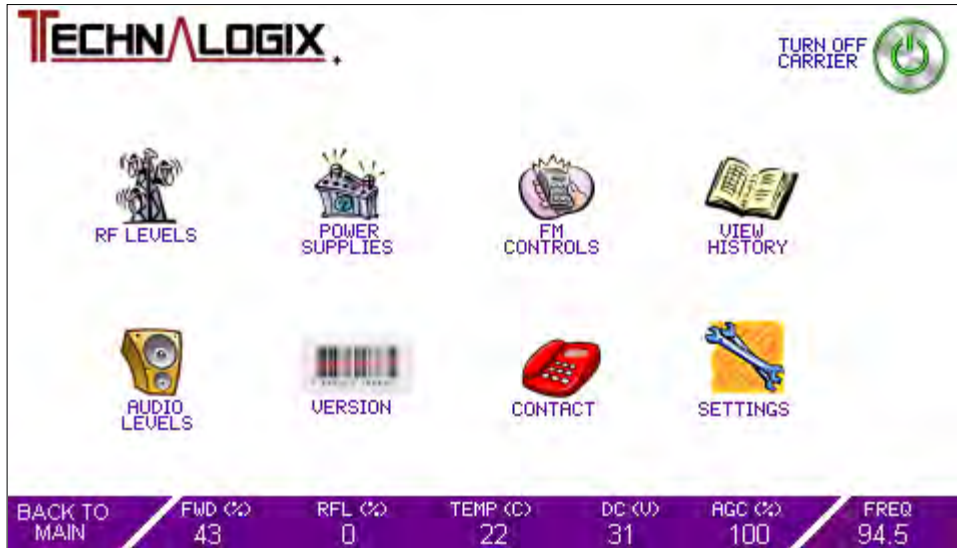 TECHNALOGIX
TURN OFF
CARRIER
RF LEVELS
POWER
SUPPLIES
FM
CONTROLS
VIEW
HISTORY
AUDIO
LEVELS
VERSION
CONTACT
SETTINGS
BACK TO
MAIN
FWD (%)
43
RFL (%)
0
TEMP (C)
22
DC (V)
31
AGC (%)
100
FREQ
94.5